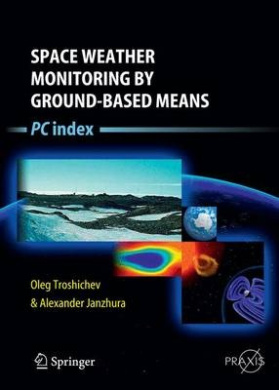 SPACE WEATHER
MONITORING BY
GROUND-BASED MEANS
PC index
Oleg Troshichev
& Alexander Janzhura
Springer
PRAXIS